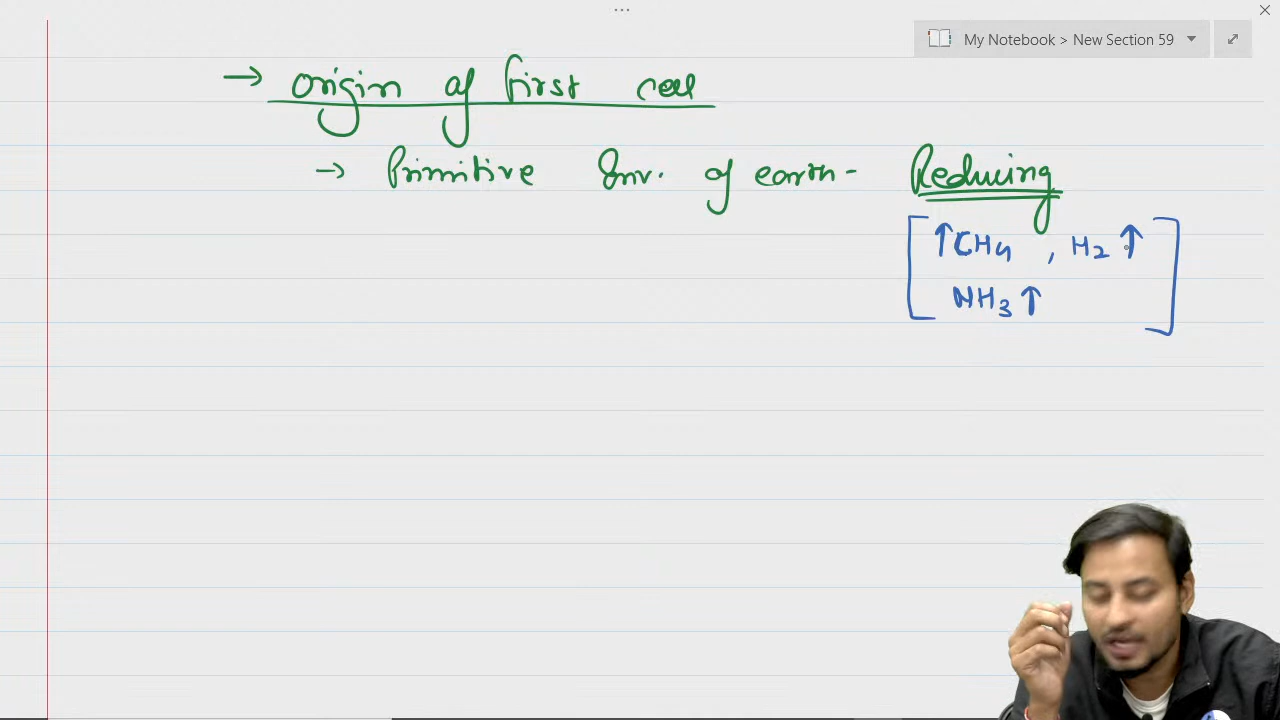 ...
My Notebook > New Section 59
→ Origin of first cell
→ Primitive Env. of earth - Reducing
[↑CH4 , H2↑
NH3↑]